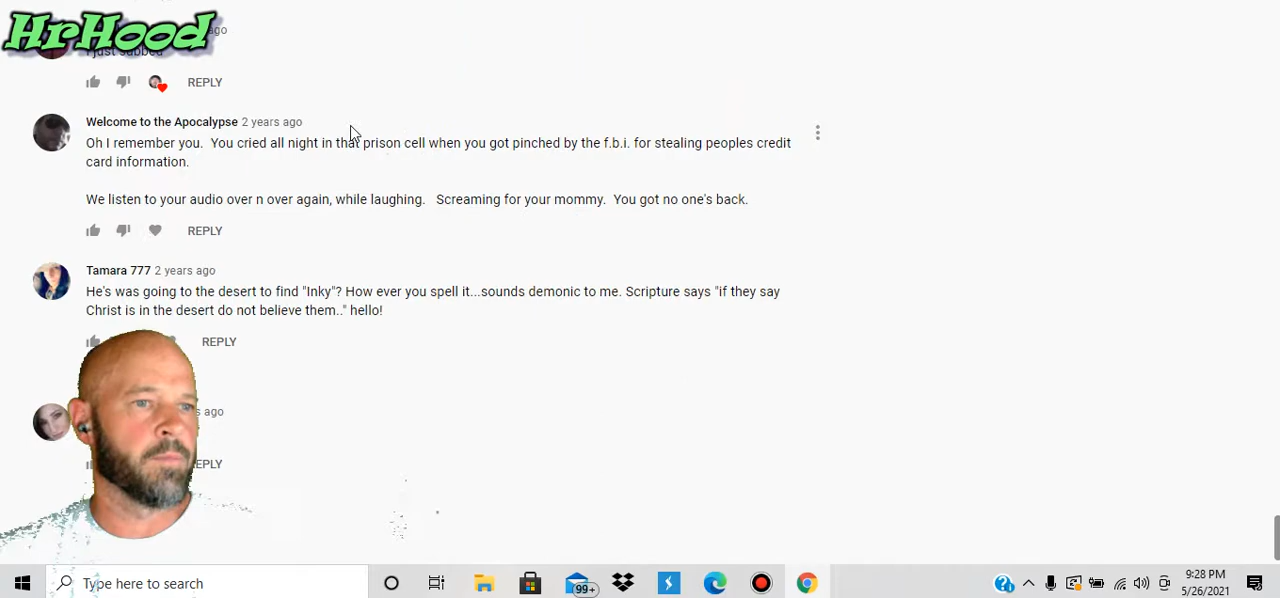 HrHood
ago
I just subbed
REPLY
Welcome to the Apocalypse 2 years ago
Oh I remember you. You cried all night in that prison cell when you got pinched by the f.b.i. for stealing peoples credit
card information.
We listen to your audio over n over again, while laughing. Screaming for your mommy. You got no one's back.
REPLY
Tamara 777 2 years ago
He's was going to the desert to find "Inky"? How ever you spell it...sounds demonic to me. Scripture says "if they say
Christ is in the desert do not believe them.." hello!
REPLY
s ago
EPLY
Type here to search
99+
9:28 PM
5/26/2021